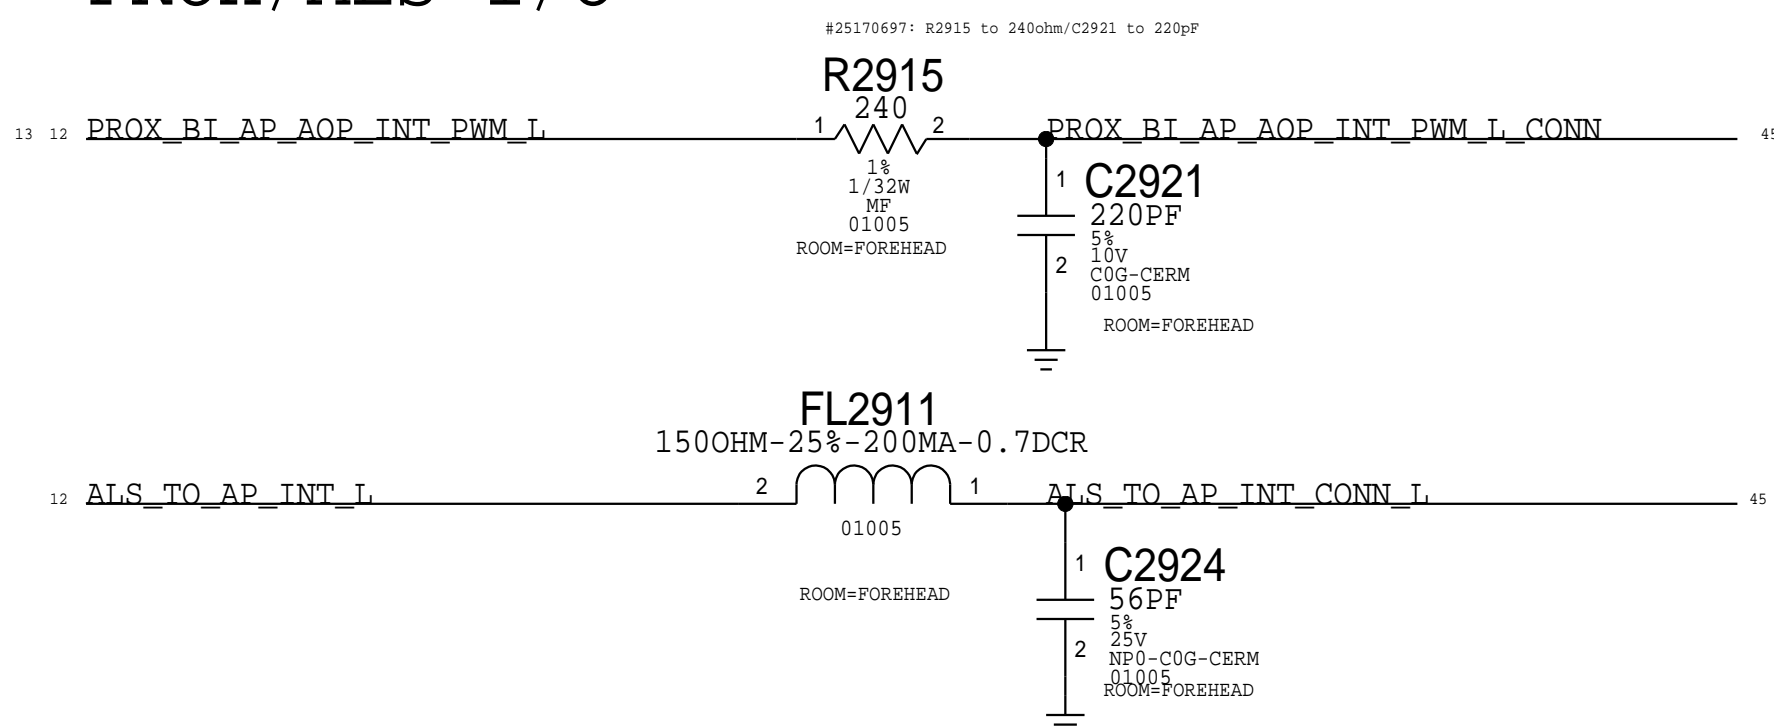 #25170697: R2915 to 240ohm/C2921 to 220pF
R2915
240
13 12 PROX_BI_AP_AOP_INT_PWM_L 1 2 PROX_BI_AP_AOP_INT_PWM_L_CONN 45
1%
1/32W
MF
01005
ROOM=FOREHEAD
1 C2921
220PF
5%
10V
2 C0G-CERM
01005
ROOM=FOREHEAD
FL2911
150OHM-25%-200MA-0.7DCR
12 ALS_TO_AP_INT_L 2 1 ALS_TO_AP_INT_CONN_L 45
01005
ROOM=FOREHEAD
1 C2924
56PF
5%
25V
2 NP0-C0G-CERM
01005
ROOM=FOREHEAD